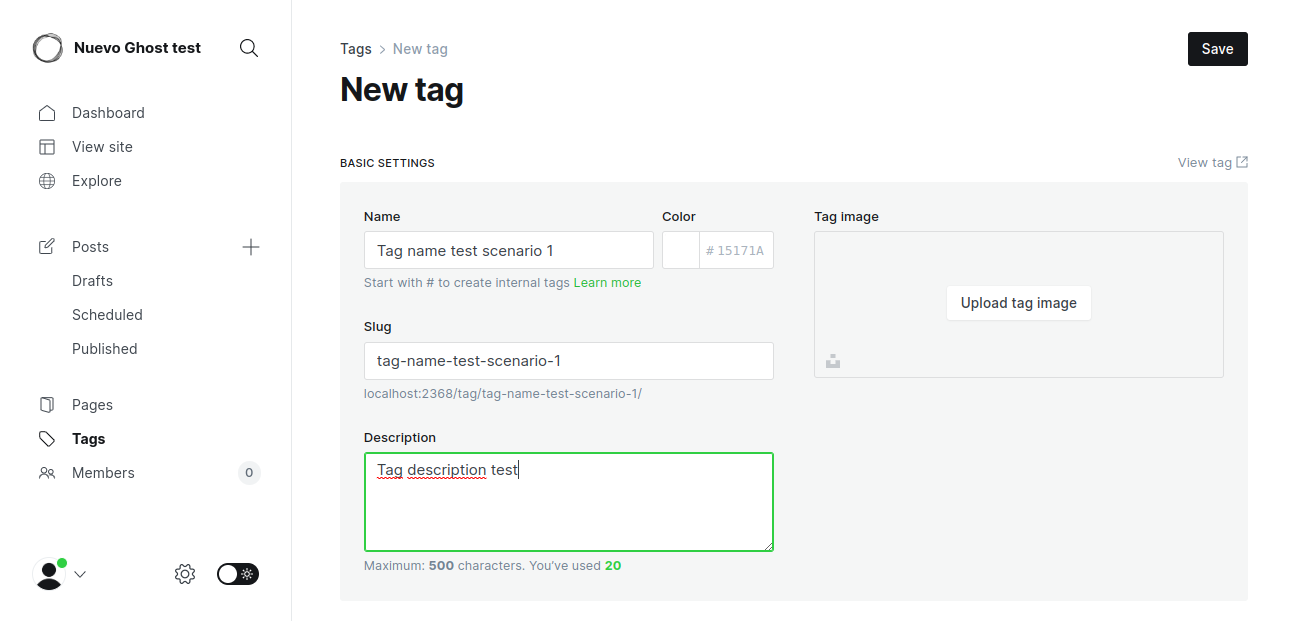 Nuevo Ghost test
Dashboard
View site
Explore
Posts
Drafts
Scheduled
Published
Pages
Tags
Members 0
Tags > New tag
Save
New tag
BASIC SETTINGS
View tag
Name
Tag name test scenario 1
Start with # to create internal tags Learn more
Color
# 15171A
Slug
tag-name-test-scenario-1
localhost:2368/tag/tag-name-test-scenario-1/
Description
Tag description test
Maximum: 500 characters. You've used 20
Tag image
Upload tag image